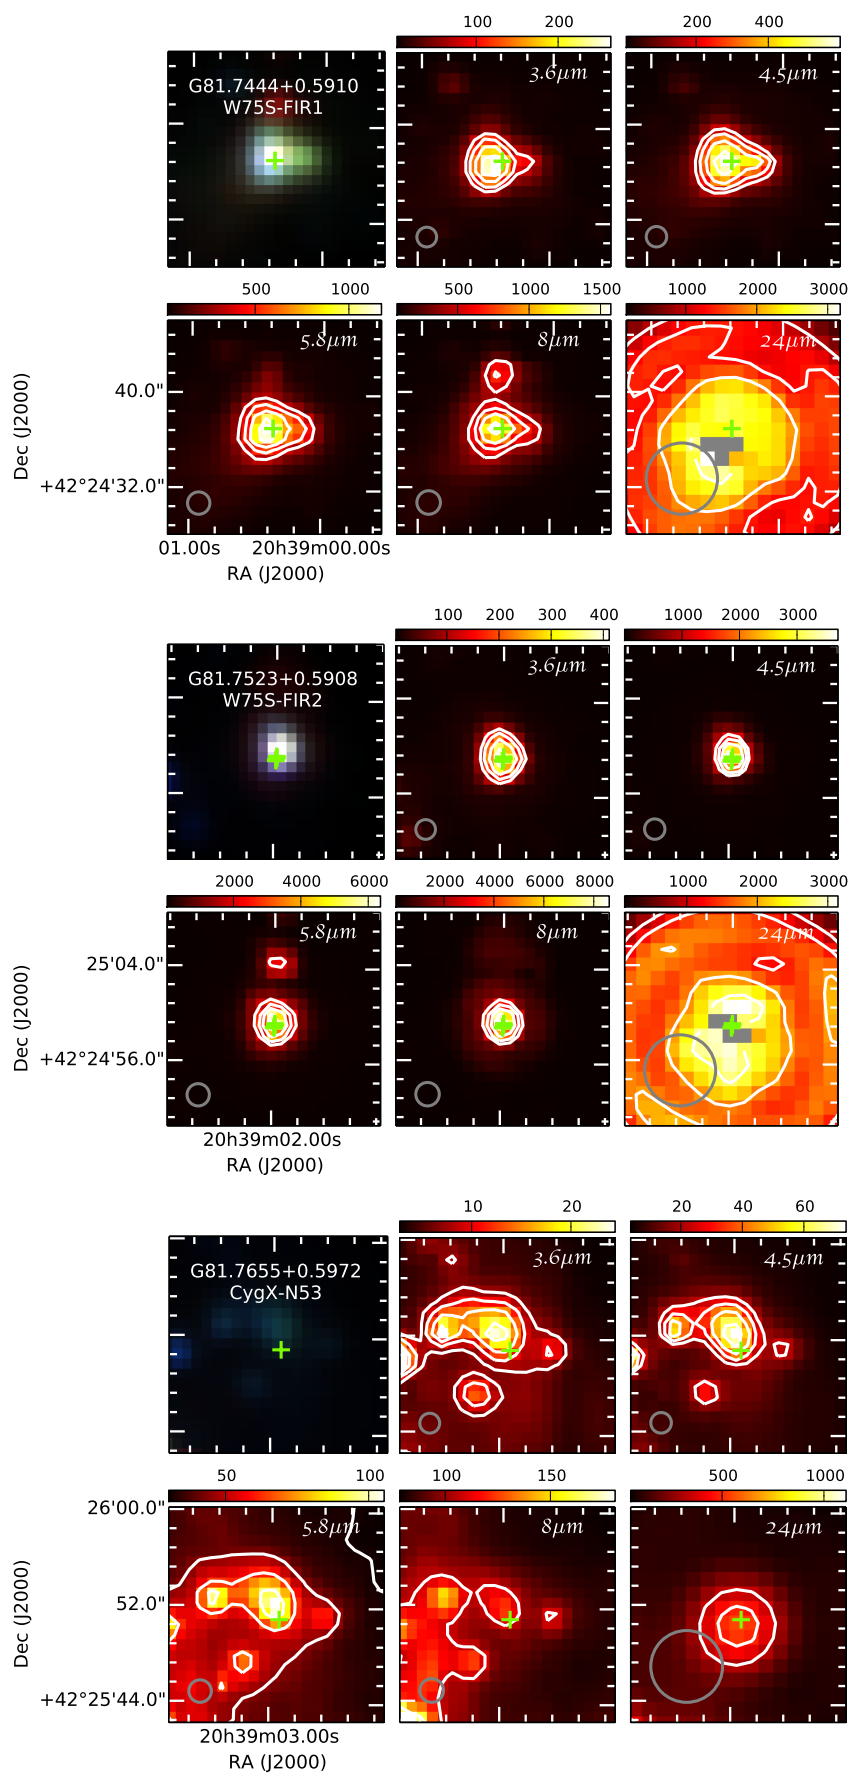 100 200
200 400
G81.7444+0.5910
W75S-FIR1
3.6μm
4.5μm
500 1000
500 1000 1500
1000 2000 3000
5.8μm
8μm
24μm
40.0"
+42°24'32.0"
Dec (J2000)
01.00s 20h39m00.00s
RA (J2000)
100 200 300 400
1000 2000 3000
G81.7523+0.5908
W75S-FIR2
3.6μm
4.5μm
2000 4000 6000
2000 4000 6000 8000
1000 2000 3000
5.8μm
8μm
24μm
25'04.0"
+42°24'56.0"
Dec (J2000)
20h39m02.00s
RA (J2000)
10 20
20 40 60
G81.7655+0.5972
CygX-N53
3.6μm
4.5μm
50 100
100 150
500 1000
26'00.0"
5.8μm
8μm
24μm
52.0"
+42°25'44.0"
Dec (J2000)
20h39m03.00s
RA (J2000)